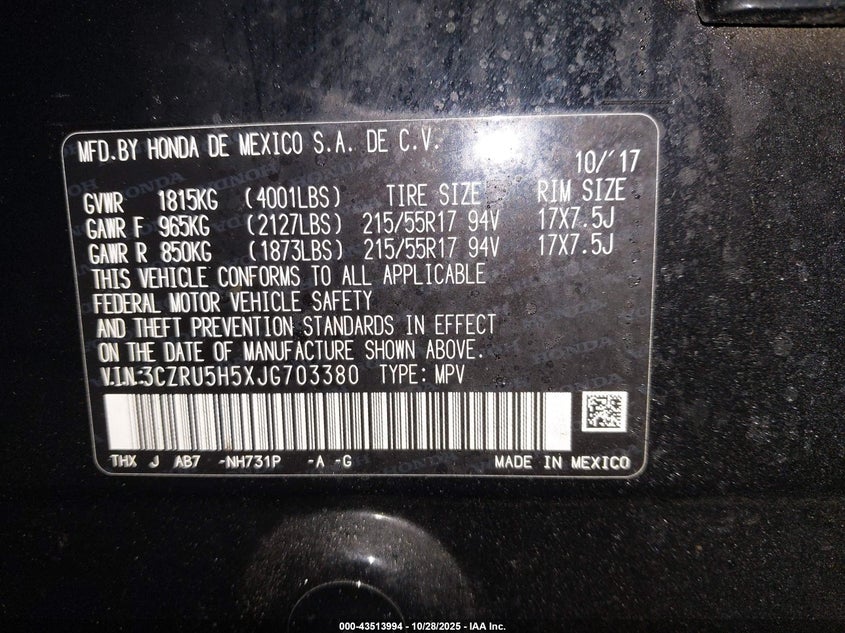 MFD.BY HONDA DE MEXICO S.A. DE C.V.
10/'17
GVWR 1815KG (4001LBS) TIRE SIZE RIM SIZE
GAWR F 965KG (2127LBS) 215/55R17 94V 17X7.5J
GAWR R 850KG (1873LBS) 215/55R17 94V 17X7.5J
THIS VEHICLE CONFORMS TO ALL APPLICABLE
FEDERAL MOTOR VEHICLE SAFETY
AND THEFT PREVENTION STANDARDS IN EFFECT
ON THE DATE OF MANUFACTURE SHOWN ABOVE.
V.I.N:3CZRU5H5XJG703380 TYPE: MPV
THX J AB7 -NH731P -A -G MADE IN MEXICO
000-43513994 - 10/28/2025 - IAA Inc.